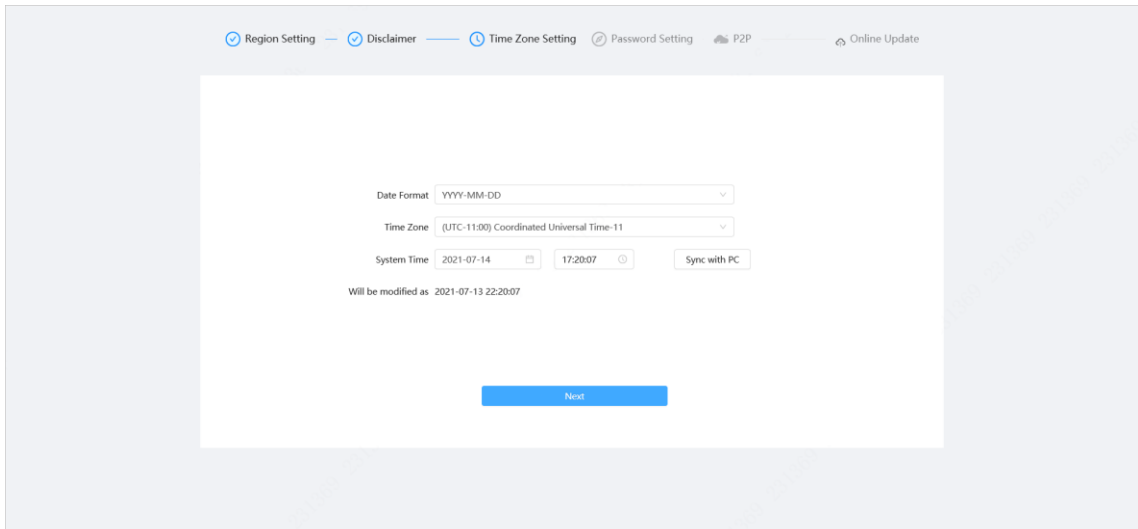 Region Setting Disclaimer Time Zone Setting Password Setting P2P Online Update
Date Format YYYY-MM-DD
Time Zone (UTC-11:00) Coordinated Universal Time-11
System Time 2021-07-14 17:20:07 Sync with PC
Will be modified as 2021-07-13 22:20:07
Next